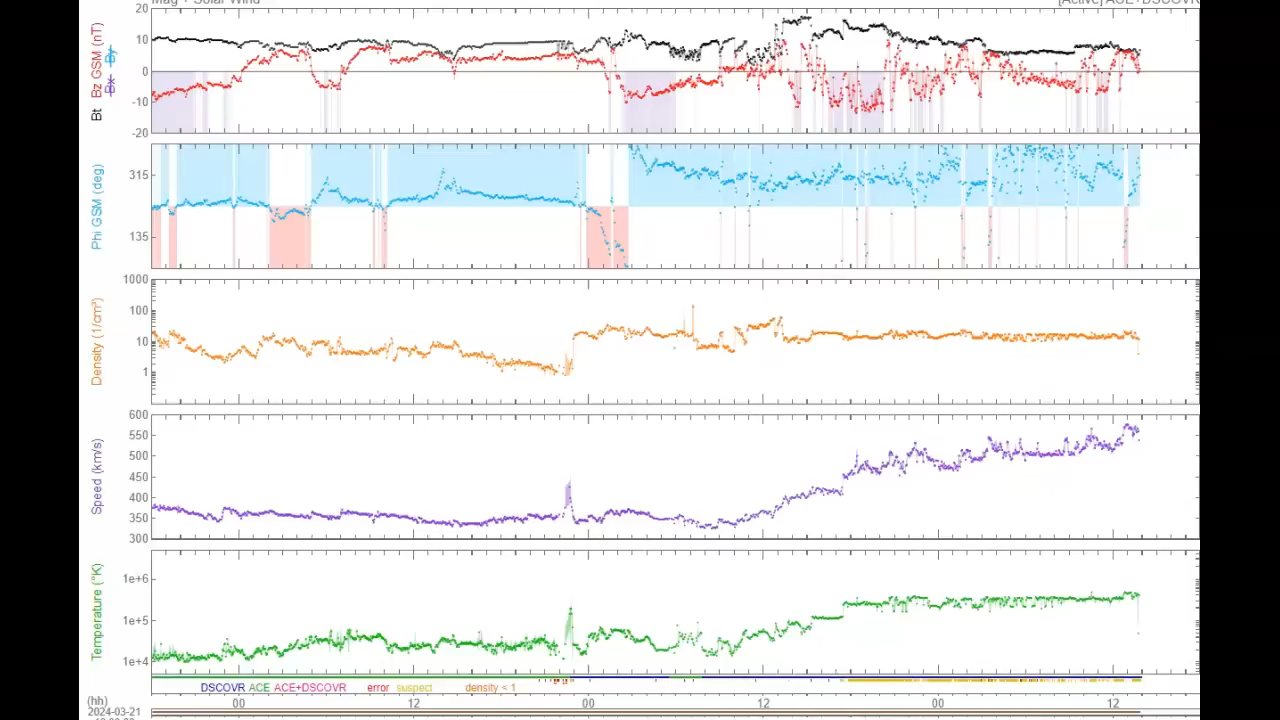 Mag + Solar Wind [Active] ACE+DSCOVR
Bt Bz GSM (nT)
Bx By
20
10
0
-10
-20
Phi GSM (deg)
315
135
Density (1/cm³)
1000
100
10
1
Speed (km/s)
600
550
500
450
400
350
300
Temperature (°K)
1e+6
1e+5
1e+4
DSCOVR ACE ACE+DSCOVR error suspect density < 1
(hh) 00 12 00 12 00 12
2024-03-21